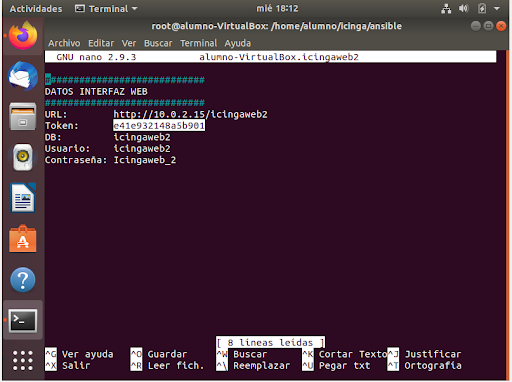 Actividades Terminal mié 18:12
root@alumno-VirtualBox: /home/alumno/icinga/ansible
Archivo Editar Ver Buscar Terminal Ayuda
GNU nano 2.9.3 alumno-VirtualBox.icingaweb2
###########################
DATOS INTERFAZ WEB
###########################
URL: http://10.0.2.15/icingaweb2
Token: e41e932148a5b901
DB: icingaweb2
Usuario: icingaweb2
Contraseña: Icingaweb_2
[ 8 líneas leídas ]
^G Ver ayuda ^O Guardar ^W Buscar ^K Cortar Texto ^J Justificar
^X Salir ^R Leer fich. ^\ Reemplazar ^U Pegar txt ^T Ortografía